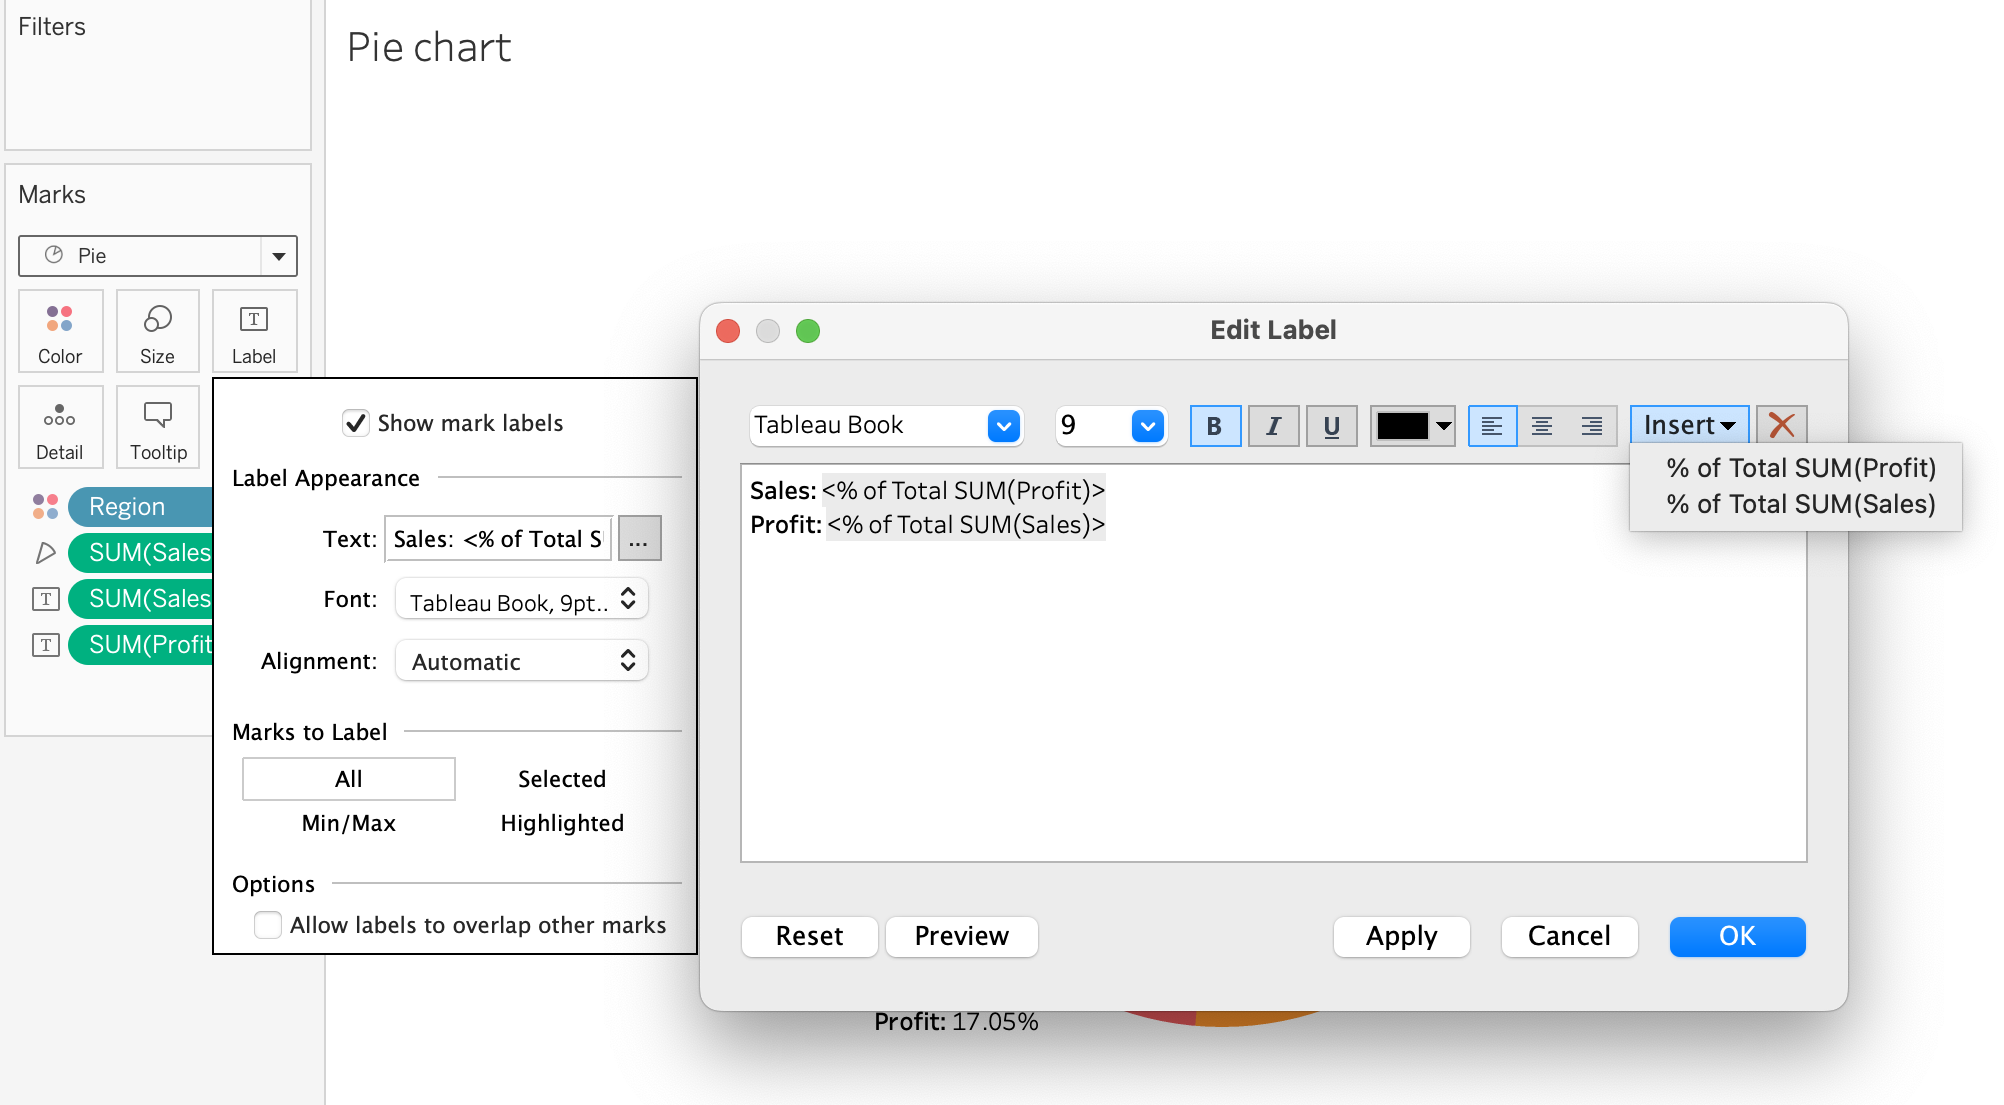 Filters
Pie chart
Marks
Pie
Color
Size
T
Label
Detail
Tooltip
Region
SUM(Sales
T
SUM(Sales
T
SUM(Profit
Show mark labels
Label Appearance
Text:
Sales: <% of Total S
...
Font:
Tableau Book, 9pt..
Alignment:
Automatic
Marks to Label
All
Selected
Min/Max
Highlighted
Options
Allow labels to overlap other marks
Edit Label
Tableau Book
9
B
I
U
Insert
% of Total SUM(Profit)
% of Total SUM(Sales)
Sales: <% of Total SUM(Profit)>
Profit: <% of Total SUM(Sales)>
Reset
Preview
Apply
Cancel
OK
Profit: 17.05%